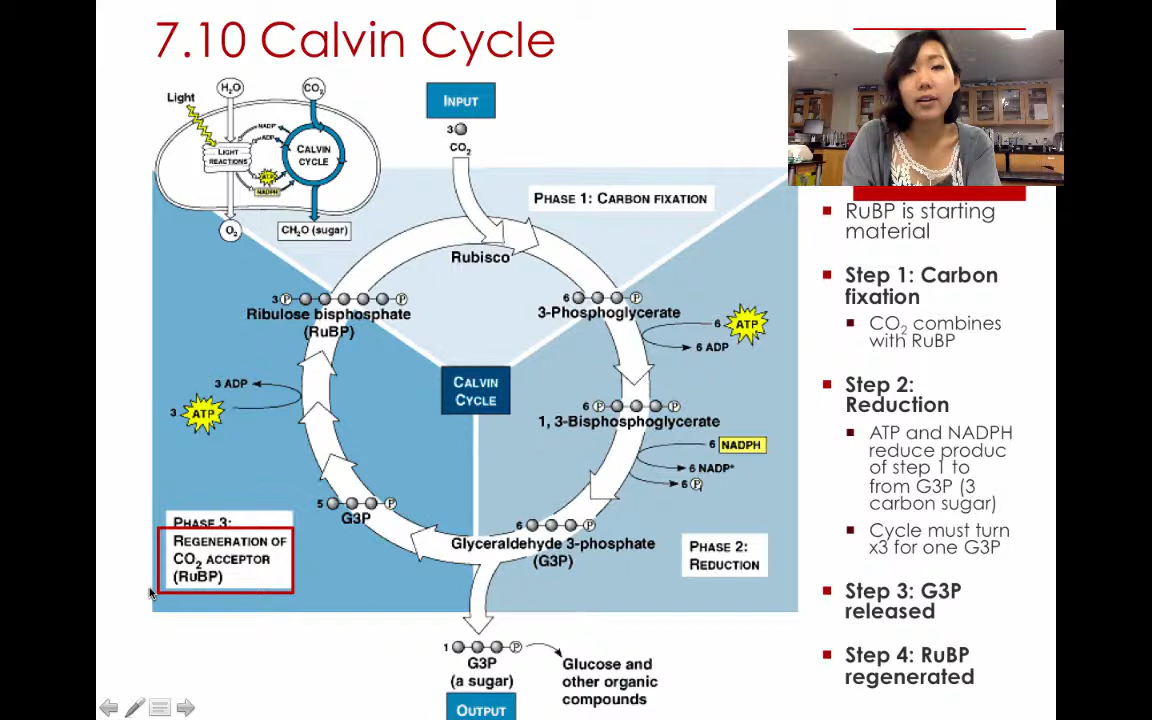 7.10 Calvin Cycle
H₂O
CO₂
Light
NADP⁺
ADP
LIGHT
REACTIONS
CALVIN
CYCLE
ATP
NADPH
O₂
CH₂O (sugar)
INPUT
3
CO₂
PHASE 1: CARBON FIXATION
Rubisco
3 P P
Ribulose bisphosphate
(RuBP)
6 P
3-Phosphoglycerate
6 ATP
6 ADP
6 P P
1, 3-Bisphosphoglycerate
6 NADPH
6 NADP⁺
6 P
CALVIN
CYCLE
3 ADP
3 ATP
5 P
G3P
6 P
Glyceraldehyde 3-phosphate
(G3P)
PHASE 2:
REDUCTION
PHASE 3:
REGENERATION OF
CO₂ ACCEPTOR
(RuBP)
1 P
G3P
(a sugar)
Glucose and
other organic
compounds
OUTPUT
RuBP is starting
material
Step 1: Carbon
fixation
CO₂ combines
with RuBP
Step 2:
Reduction
ATP and NADPH
reduce produc
of step 1 to
from G3P (3
carbon sugar)
Cycle must turn
x3 for one G3P
Step 3: G3P
released
Step 4: RuBP
regenerated